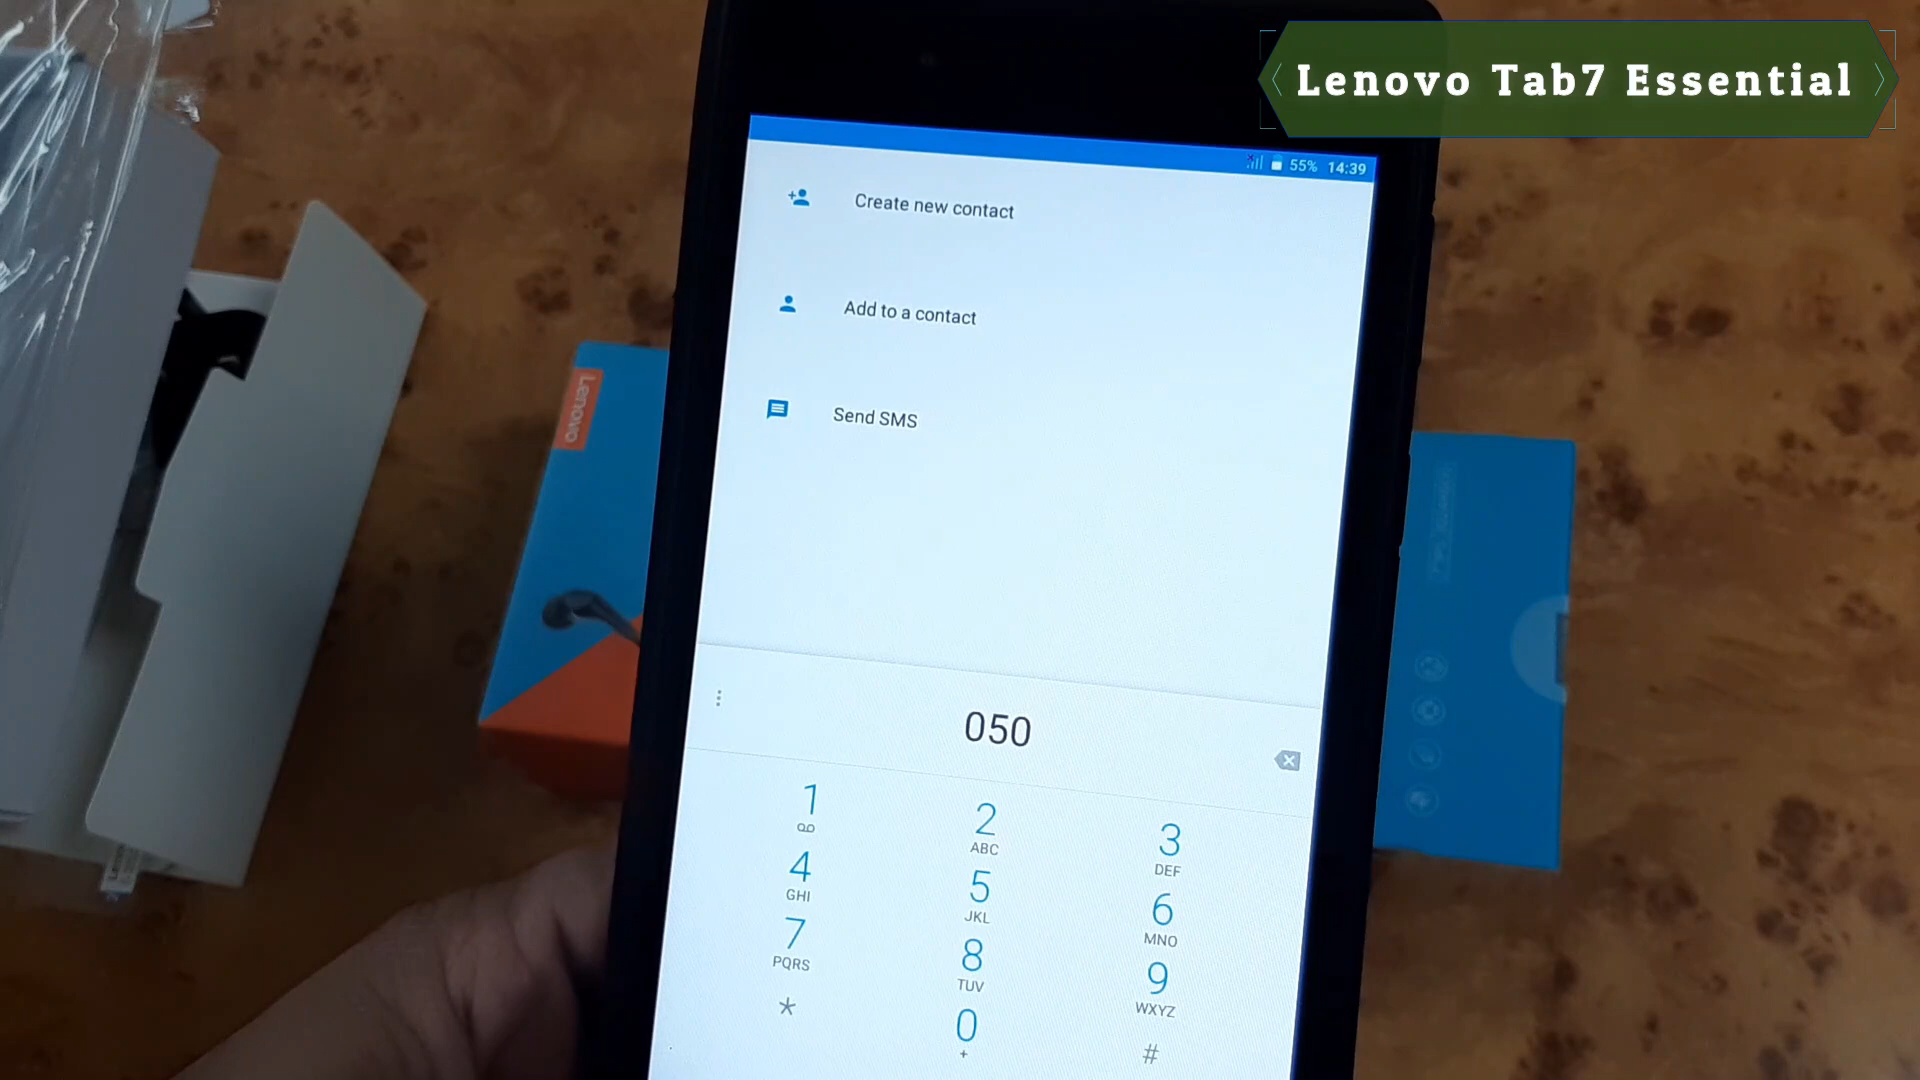 Lenovo Tab7 Essential
55% 14:39
Create new contact
Add to a contact
Lenovo
Send SMS
050
1 2 3
ABC DEF
4 5 6
GHI JKL MNO
7 8 9
PQRS TUV WXYZ
* 0 #
+